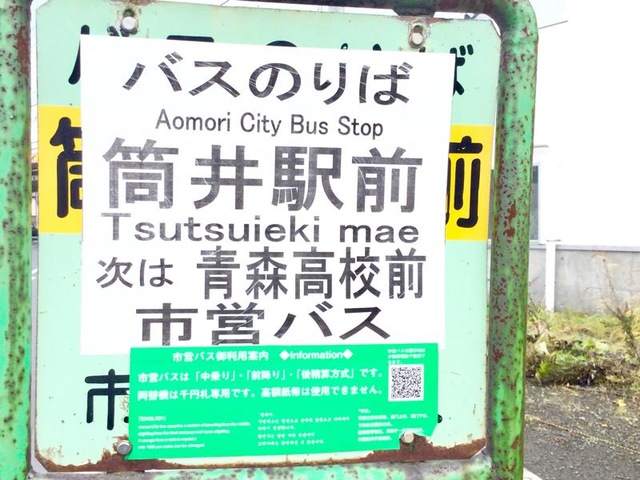 バスのりば
Aomori City Bus Stop
筒井駅前
Tsutsuieki mae
次は 青森高校前
市営バス
市営バス御利用案内 ◆information◆
市営バスは「中乗り」・「前降り」・「後精算方式」です。
両替機は千円札専用です。高額紙幣は使用できません。